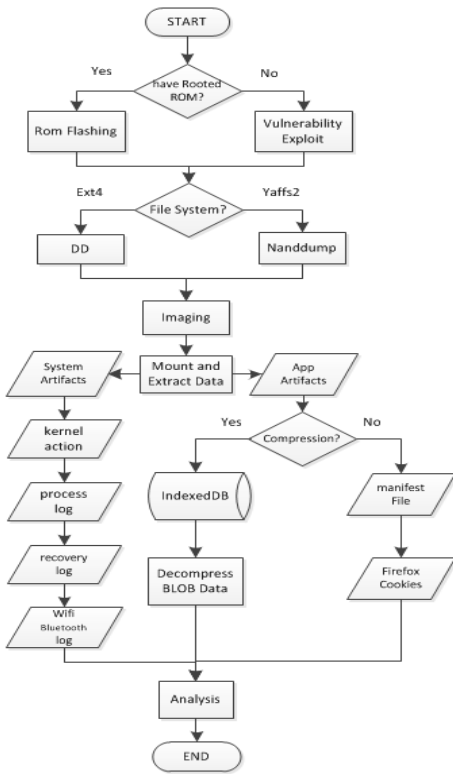 START
Yes
No
have Rooted
ROM?
Rom Flashing
Vulnerability
Exploit
Ext4
Yaffs2
File System?
DD
Nanddump
Imaging
System
Artifacts
Mount and
Extract Data
App
Artifacts
kernel
action
Yes
No
Compression?
process
log
IndexedDB
manifest
File
recovery
log
Decompress
BLOB Data
Firefox
Cookies
Wifi
Bluetooth
log
Analysis
END